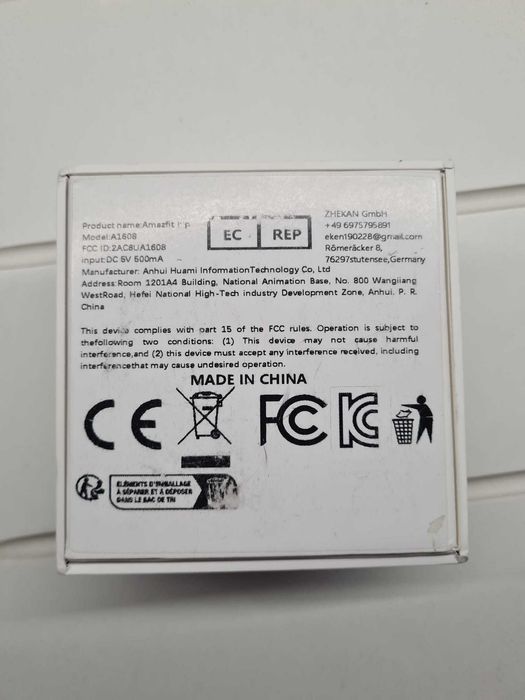 Product name:Amazfit
Model:A1608
FCC ID:2AC8UA1608
input:DC 5V 500mA
EC REP
ZHEKAN GmbH
+49 6975795891
eken190228@gmail.com
Römeräcker 8,
76297stutensee,Germany
Manufacturer: Anhui Huami InformationTechnology Co, Ltd
Address:Room 1201A4 Building, National Animation Base, No. 800 Wangliang
WestRoad, Hefei National High-Tech industry Development Zone, Anhui. P. R.
China
This device complies with part 15 of the FCC rules. Operation is subject to
thefollowing two conditions: (1) This device may not cause harmful
interference,and (2) this device must accept any interference received, including
interferencethat may cause undesired operation.
MADE IN CHINA
CE FC KC
ÉLÉMENTS D'EMBALLAGE
À SÉPARER ET À DÉPOSER
DANS LE BAC DE TRI